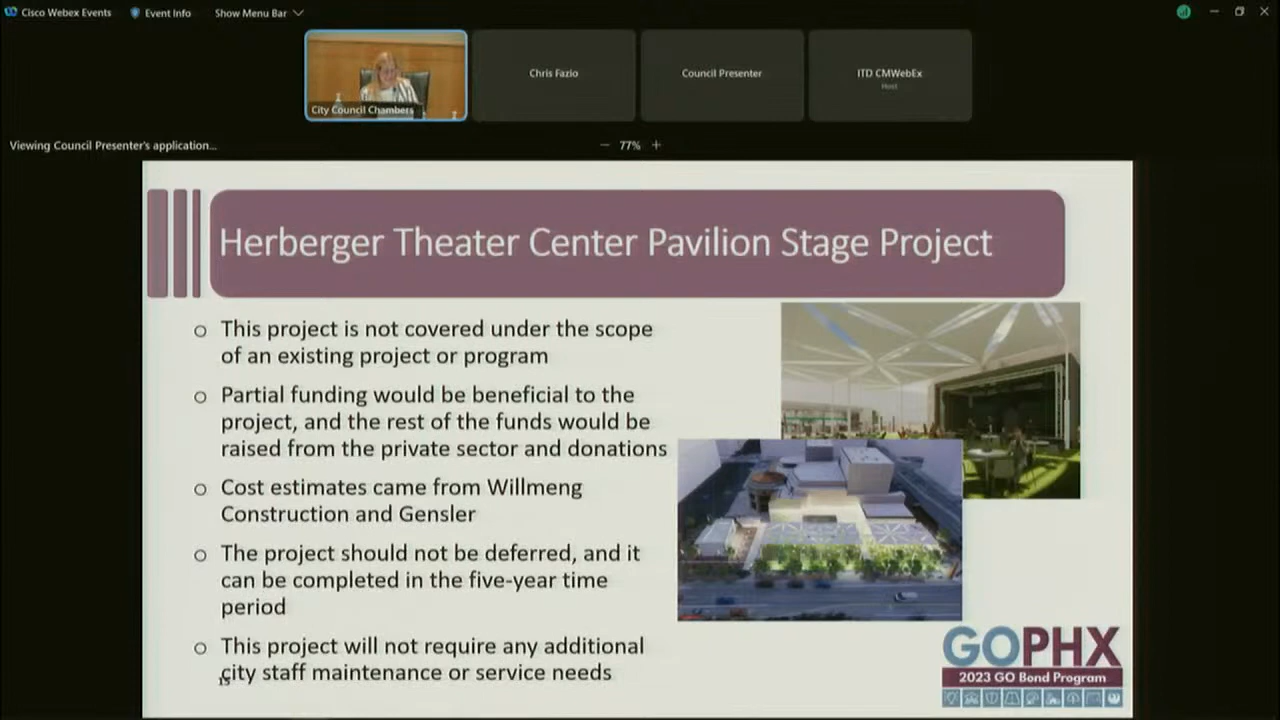 Cisco Webex Events
Event Info
Show Menu Bar
City Council Chambers
Chris Fazio
Council Presenter
ITD CMWebEx
Host
Viewing Council Presenter's application...
77%
Herberger Theater Center Pavilion Stage Project
This project is not covered under the scope
of an existing project or program
Partial funding would be beneficial to the
project, and the rest of the funds would be
raised from the private sector and donations
Cost estimates came from Willmeng
Construction and Gensler
The project should not be deferred, and it
can be completed in the five-year time
period
This project will not require any additional
city staff maintenance or service needs
GOPHX
2023 GO Bond Program